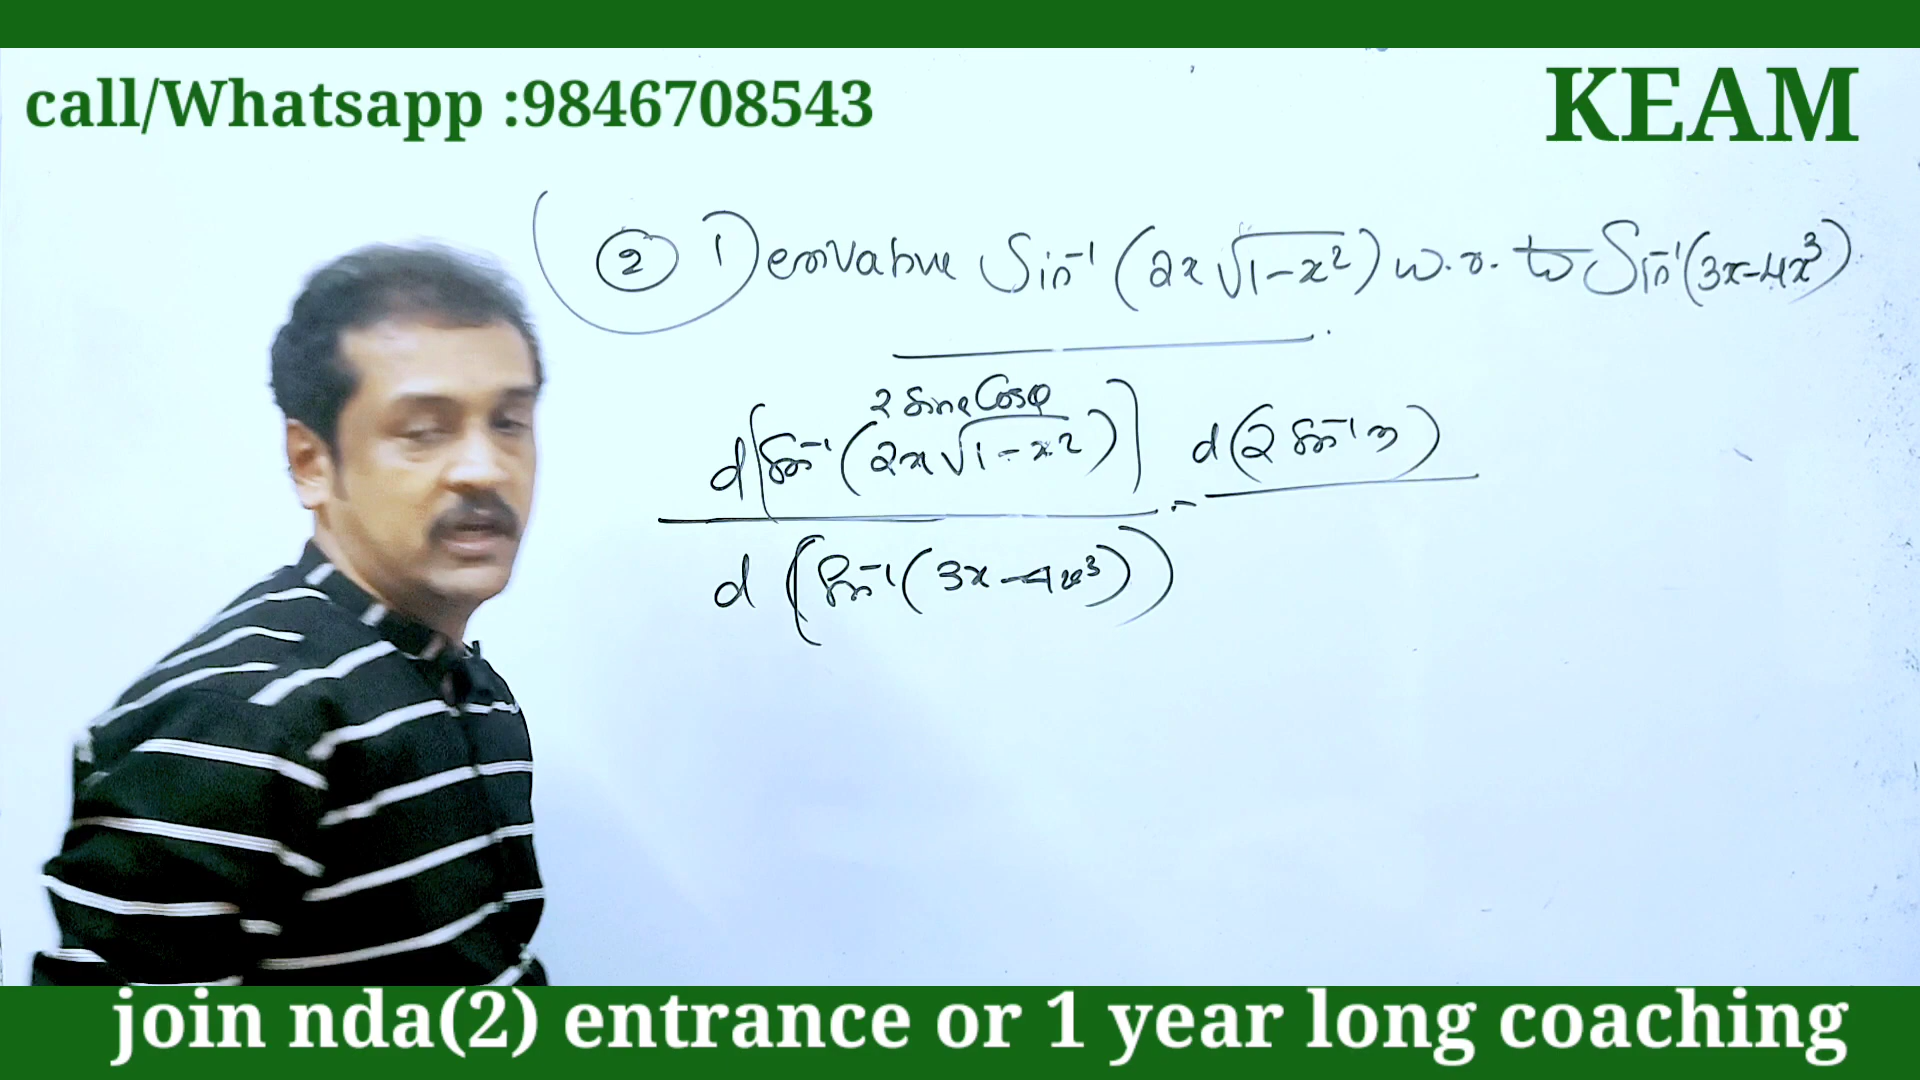 call/Whatsapp :9846708543
KEAM
② Derivative Sin⁻¹ (2x√1-x²) w.r. to Sin⁻¹(3x-4x³)
2 Sinθ Cosθ
d[Sin⁻¹(2x√1-x²)] = d(2 Sin⁻¹x)
d (Sin⁻¹(3x-4x³))
join nda(2) entrance or 1 year long coaching